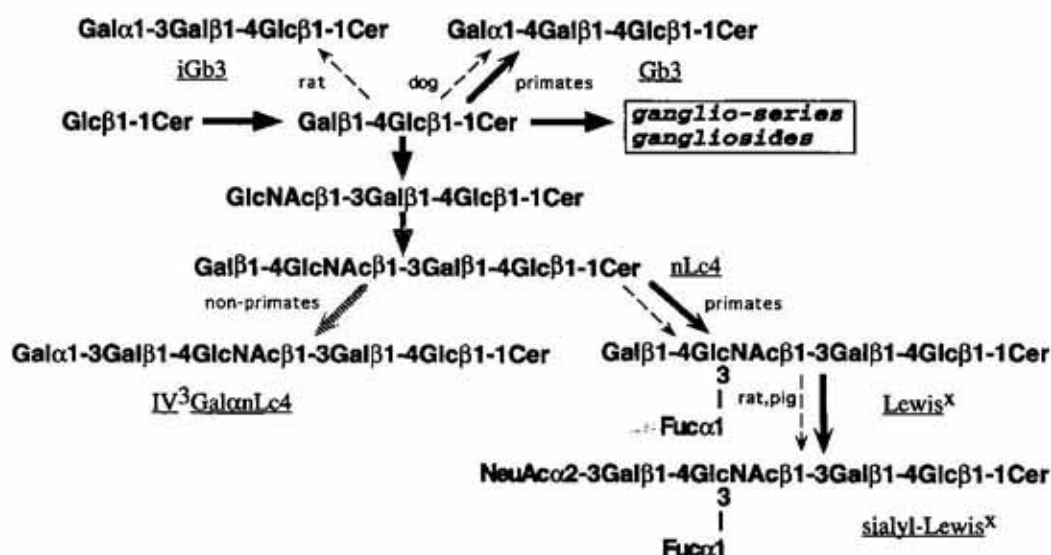 Galα1-3Galβ1-4Glcβ1-1Cer Galα1-4Galβ1-4Glcβ1-1Cer
iGb3 rat dog primates Gb3
Glcβ1-1Cer Galβ1-4Glcβ1-1Cer ganglio-series
gangliosides
GlcNAcβ1-3Galβ1-4Glcβ1-1Cer
Galβ1-4GlcNAcβ1-3Galβ1-4Glcβ1-1Cer nLc4
non-primates primates
Galα1-3Galβ1-4GlcNAcβ1-3Galβ1-4Glcβ1-1Cer Galβ1-4GlcNAcβ1-3Galβ1-4Glcβ1-1Cer
IV³GalαnLc4 3 rat,pig Lewisˣ
Fucα1
NeuAcα2-3Galβ1-4GlcNAcβ1-3Galβ1-4Glcβ1-1Cer
3
Fucα1 sialyl-Lewisˣ